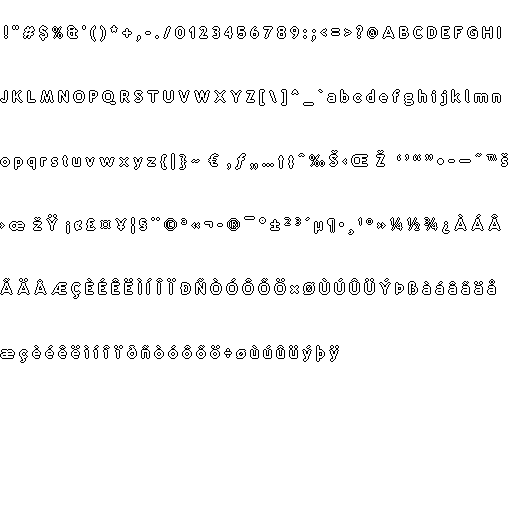 !"#$%&'()*+,-./0123456789:;<=>?@ABCDEFGHI
JKLMNOPQRSTUVWXYZ[\]^_`abcdefghijklmn
opqrstuvwxyz{|}~ € ‚ƒ„…†‡ˆ‰Š‹Œ Ž ‘’“”•–—˜™š
›œ žŸ ¡¢£¤¥¦§¨©ª«¬-®¯°±²³´µ¶·¸¹º»¼½¾¿ÀÁÂ
ÃÄÅÆÇÈÉÊËÌÍÎÏÐÑÒÓÔÕÖ×ØÙÚÛÜÝÞßàáâãäå
æçèéêëìíîïðñòóôõö÷øùúûüýþÿ